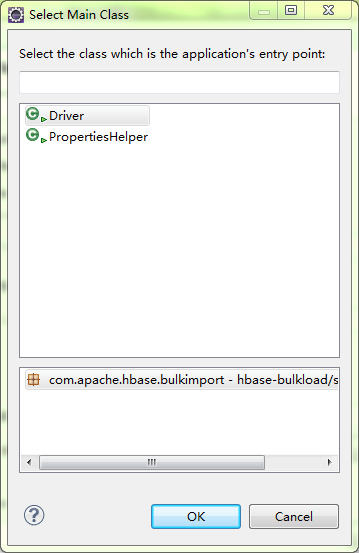 Select Main Class
Select the class which is the application's entry point:
Driver
PropertiesHelper
com.apache.hbase.bulkimport - hbase-bulkload/s
OK
Cancel